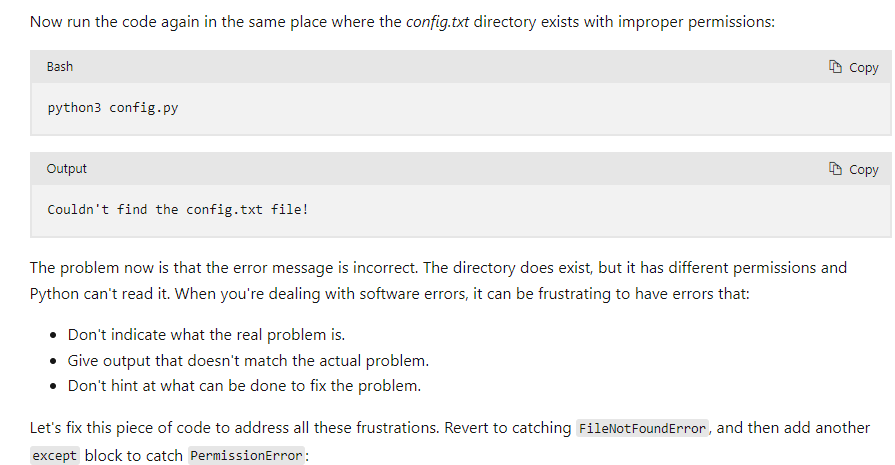 Now run the code again in the same place where the config.txt directory exists with improper permissions:
Bash
Copy
python3 config.py
Output
Copy
Couldn't find the config.txt file!
The problem now is that the error message is incorrect. The directory does exist, but it has different permissions and
Python can't read it. When you're dealing with software errors, it can be frustrating to have errors that:
• Don't indicate what the real problem is.
• Give output that doesn't match the actual problem.
• Don't hint at what can be done to fix the problem.
Let's fix this piece of code to address all these frustrations. Revert to catching FileNotFoundError, and then add another
except block to catch PermissionError: